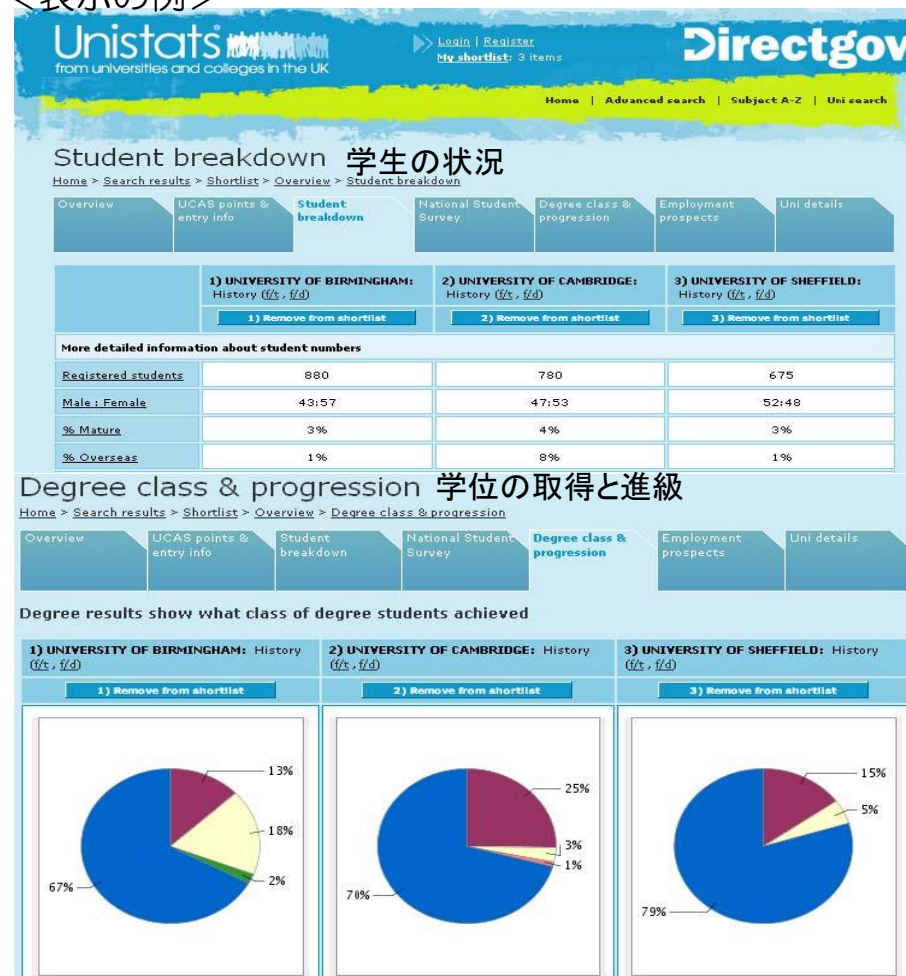 ＜表示の例＞
Unistats
from universities and colleges in the UK
Login | Register
My shortlist: 3 items
Directgov
Home | Advanced search | Subject A-Z | Uni search
Student breakdown 学生の状況
Home > Search results > Shortlist > Overview > Student breakdown
Overview
UCAS points & entry info
Student breakdown
National Student Survey
Degree class & progression
Employment prospects
Uni details
1) UNIVERSITY OF BIRMINGHAM: History (f/t , f/d)
2) UNIVERSITY OF CAMBRIDGE: History (f/t , f/d)
3) UNIVERSITY OF SHEFFIELD: History (f/t , f/d)
1) Remove from shortlist
2) Remove from shortlist
3) Remove from shortlist
More detailed information about student numbers
Registered students 880 780 675
Male : Female 43:57 47:53 52:48
% Mature 3% 4% 3%
% Overseas 1% 8% 1%
Degree class & progression 学位の取得と進級
Home > Search results > Shortlist > Overview > Degree class & progression
Overview
UCAS points & entry info
Student breakdown
National Student Survey
Degree class & progression
Employment prospects
Uni details
Degree results show what class of degree students achieved
1) UNIVERSITY OF BIRMINGHAM: History (f/t , f/d)
2) UNIVERSITY OF CAMBRIDGE: History (f/t , f/d)
3) UNIVERSITY OF SHEFFIELD: History (f/t , f/d)
1) Remove from shortlist
2) Remove from shortlist
3) Remove from shortlist
13%
18%
2%
67%
25%
3%
1%
70%
15%
5%
79%